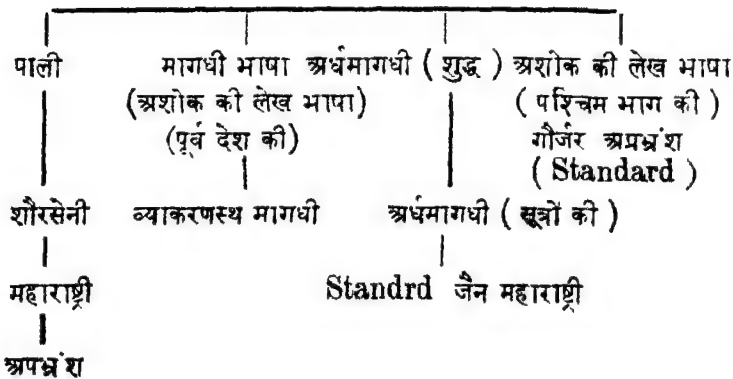 पाली मागधी भाषा अर्धमागधी ( शुद्ध ) अशोक की लेख भाषा
(अशोक की लेख भाषा) ( पश्चिम भाग की )
(पूर्व देश की) गौर्जर अपभ्रंश
( Standard )
शौरसेनी व्याकरणस्थ मागधी अर्धमागधी ( सूत्रों की )
महाराष्ट्री Standrd जैन महाराष्ट्री
अपभ्रंश